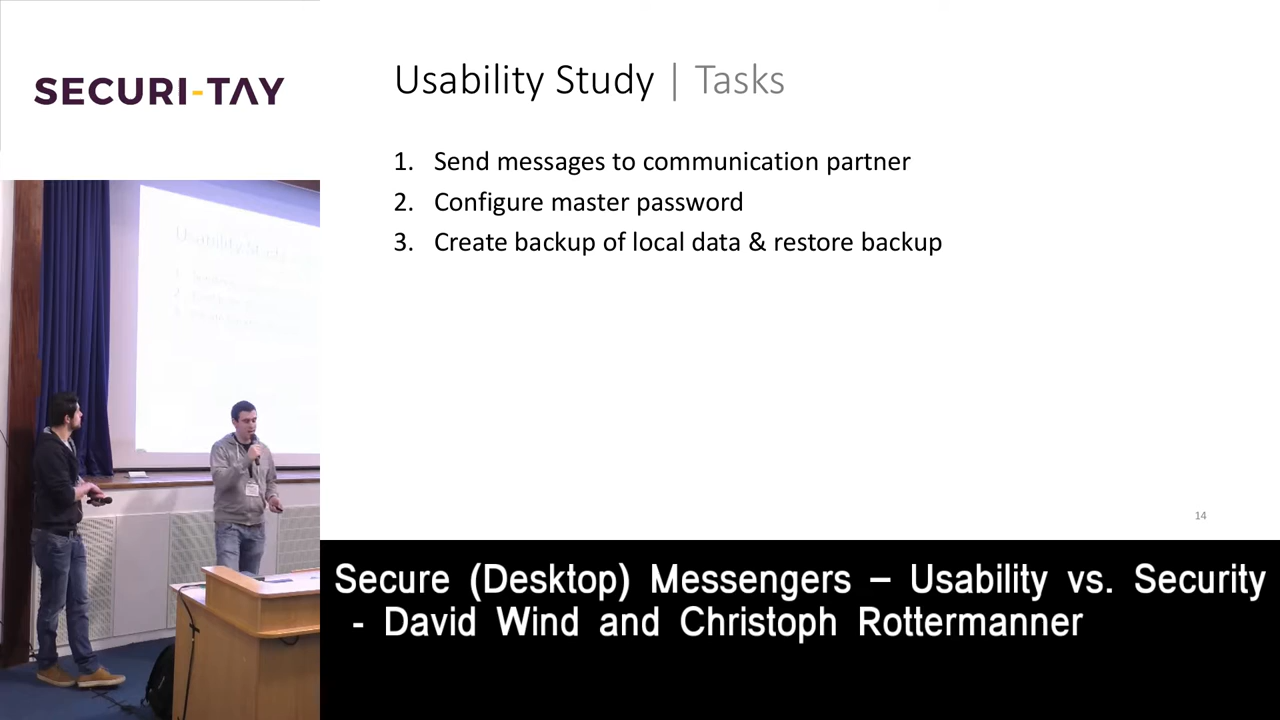 SECURI-TAY
Usability Study | Tasks
1. Send messages to communication partner
2. Configure master password
3. Create backup of local data & restore backup
14
Secure (Desktop) Messengers – Usability vs. Security
- David Wind and Christoph Rottermanner